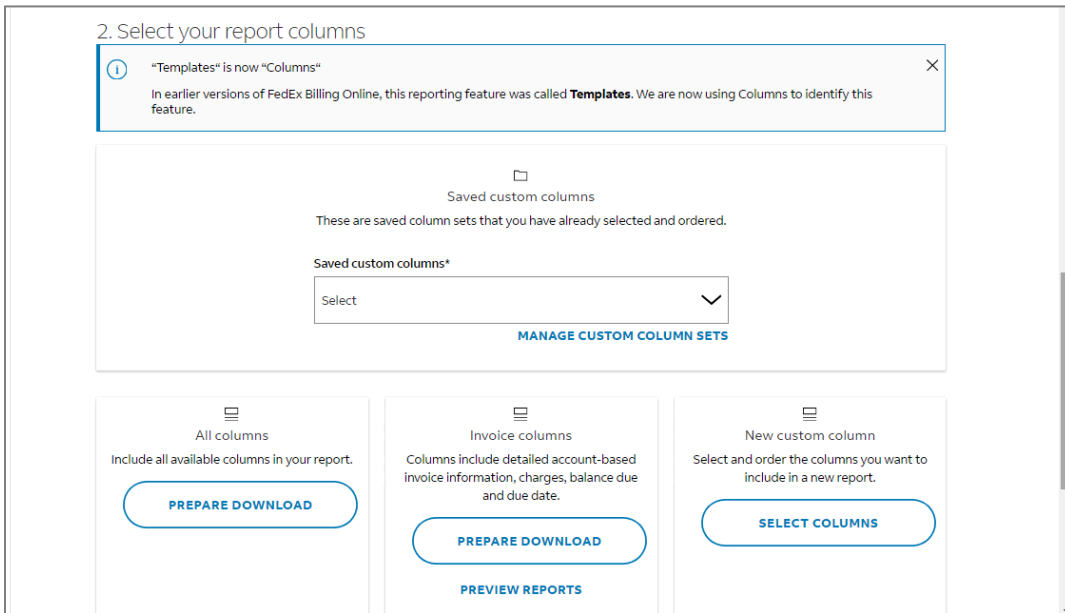 2. Select your report columns
“Templates“ is now “Columns“
In earlier versions of FedEx Billing Online, this reporting feature was called Templates. We are now using Columns to identify this
feature.
Saved custom columns
These are saved column sets that you have already selected and ordered.
Saved custom columns*
Select
MANAGE CUSTOM COLUMN SETS
All columns
Include all available columns in your report.
PREPARE DOWNLOAD
Invoice columns
Columns include detailed account-based
invoice information, charges, balance due
and due date.
PREPARE DOWNLOAD
PREVIEW REPORTS
New custom column
Select and order the columns you want to
include in a new report.
SELECT COLUMNS